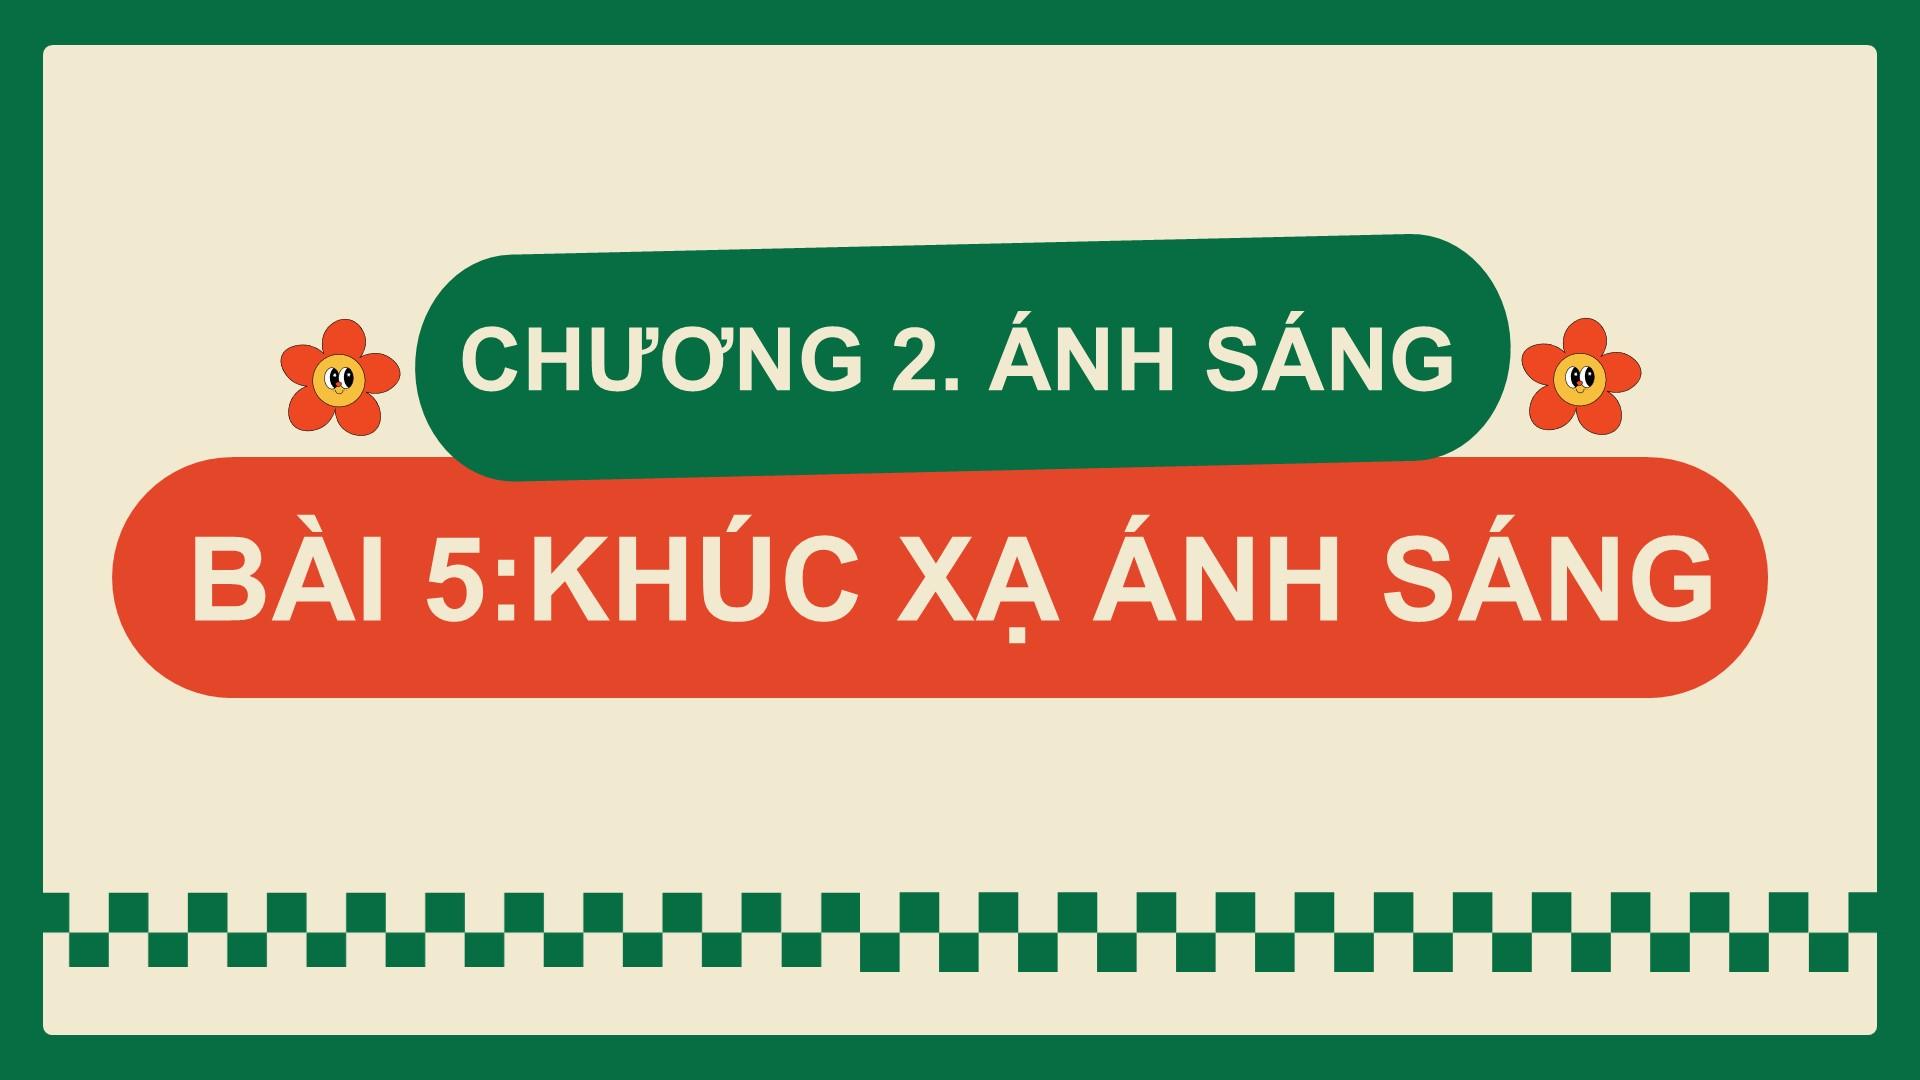 CHƯƠNG 2. ÁNH SÁNG
BÀI 5:KHÚC XẠ ÁNH SÁNG